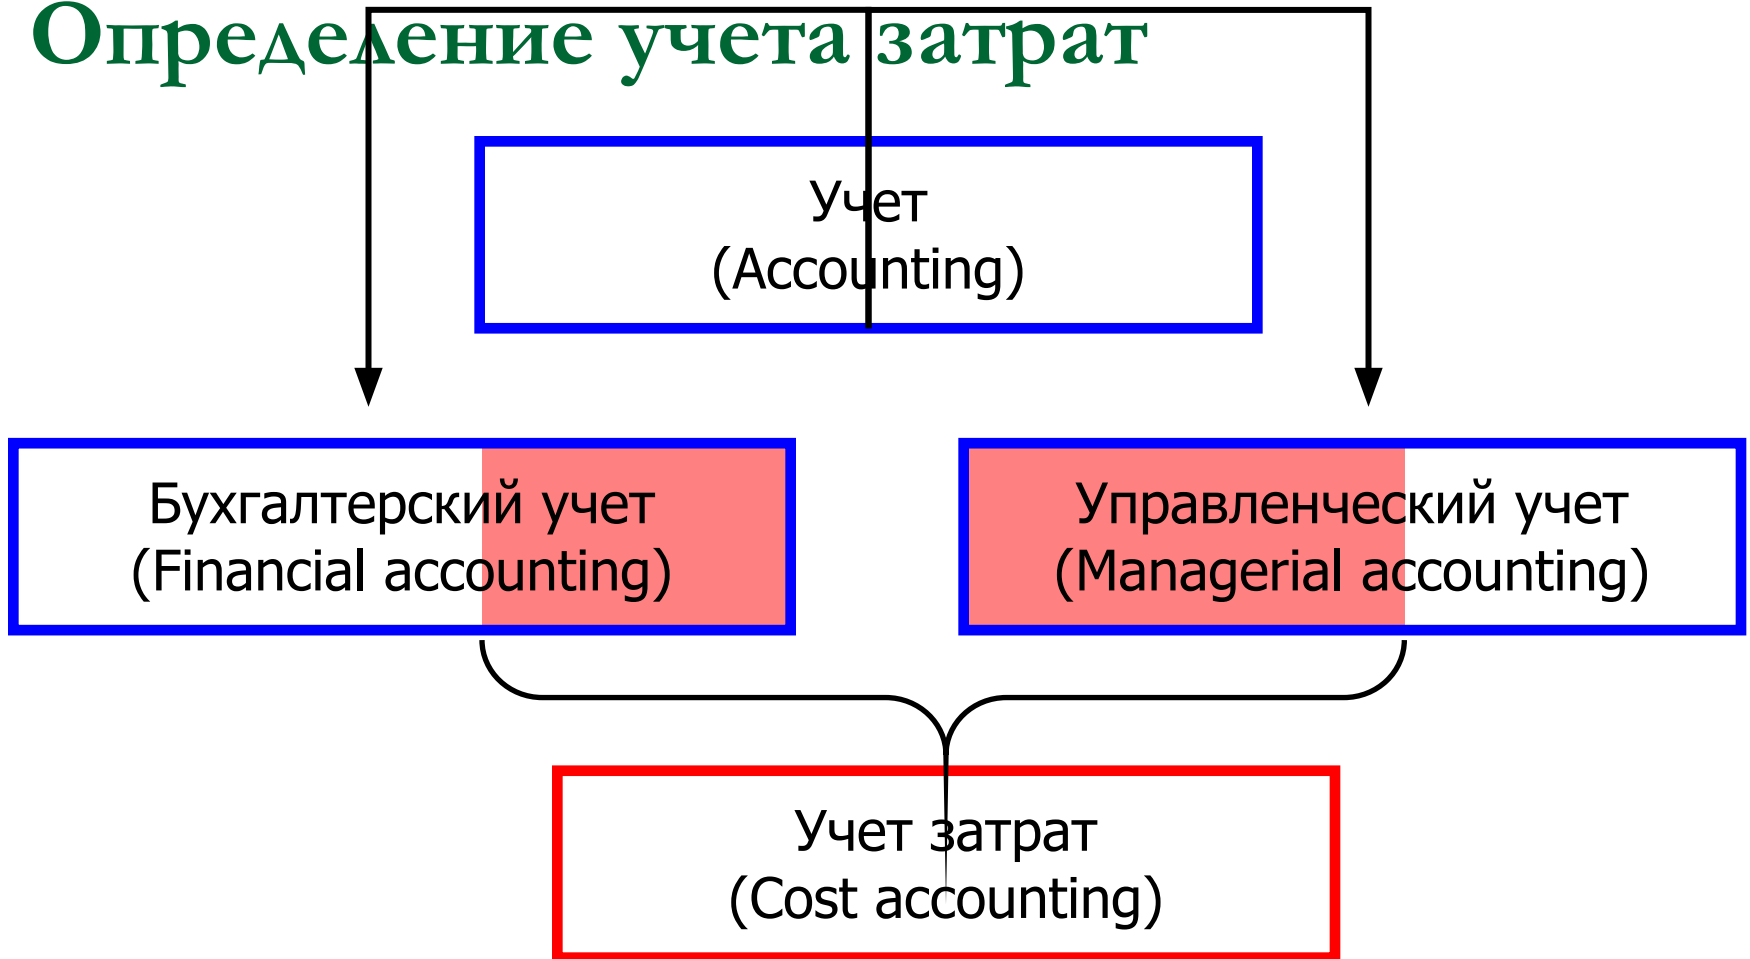 Определение учета затрат
Учет
(Accounting)
Бухгалтерский учет
(Financial accounting)
Управленческий учет
(Managerial accounting)
Учет затрат
(Cost accounting)